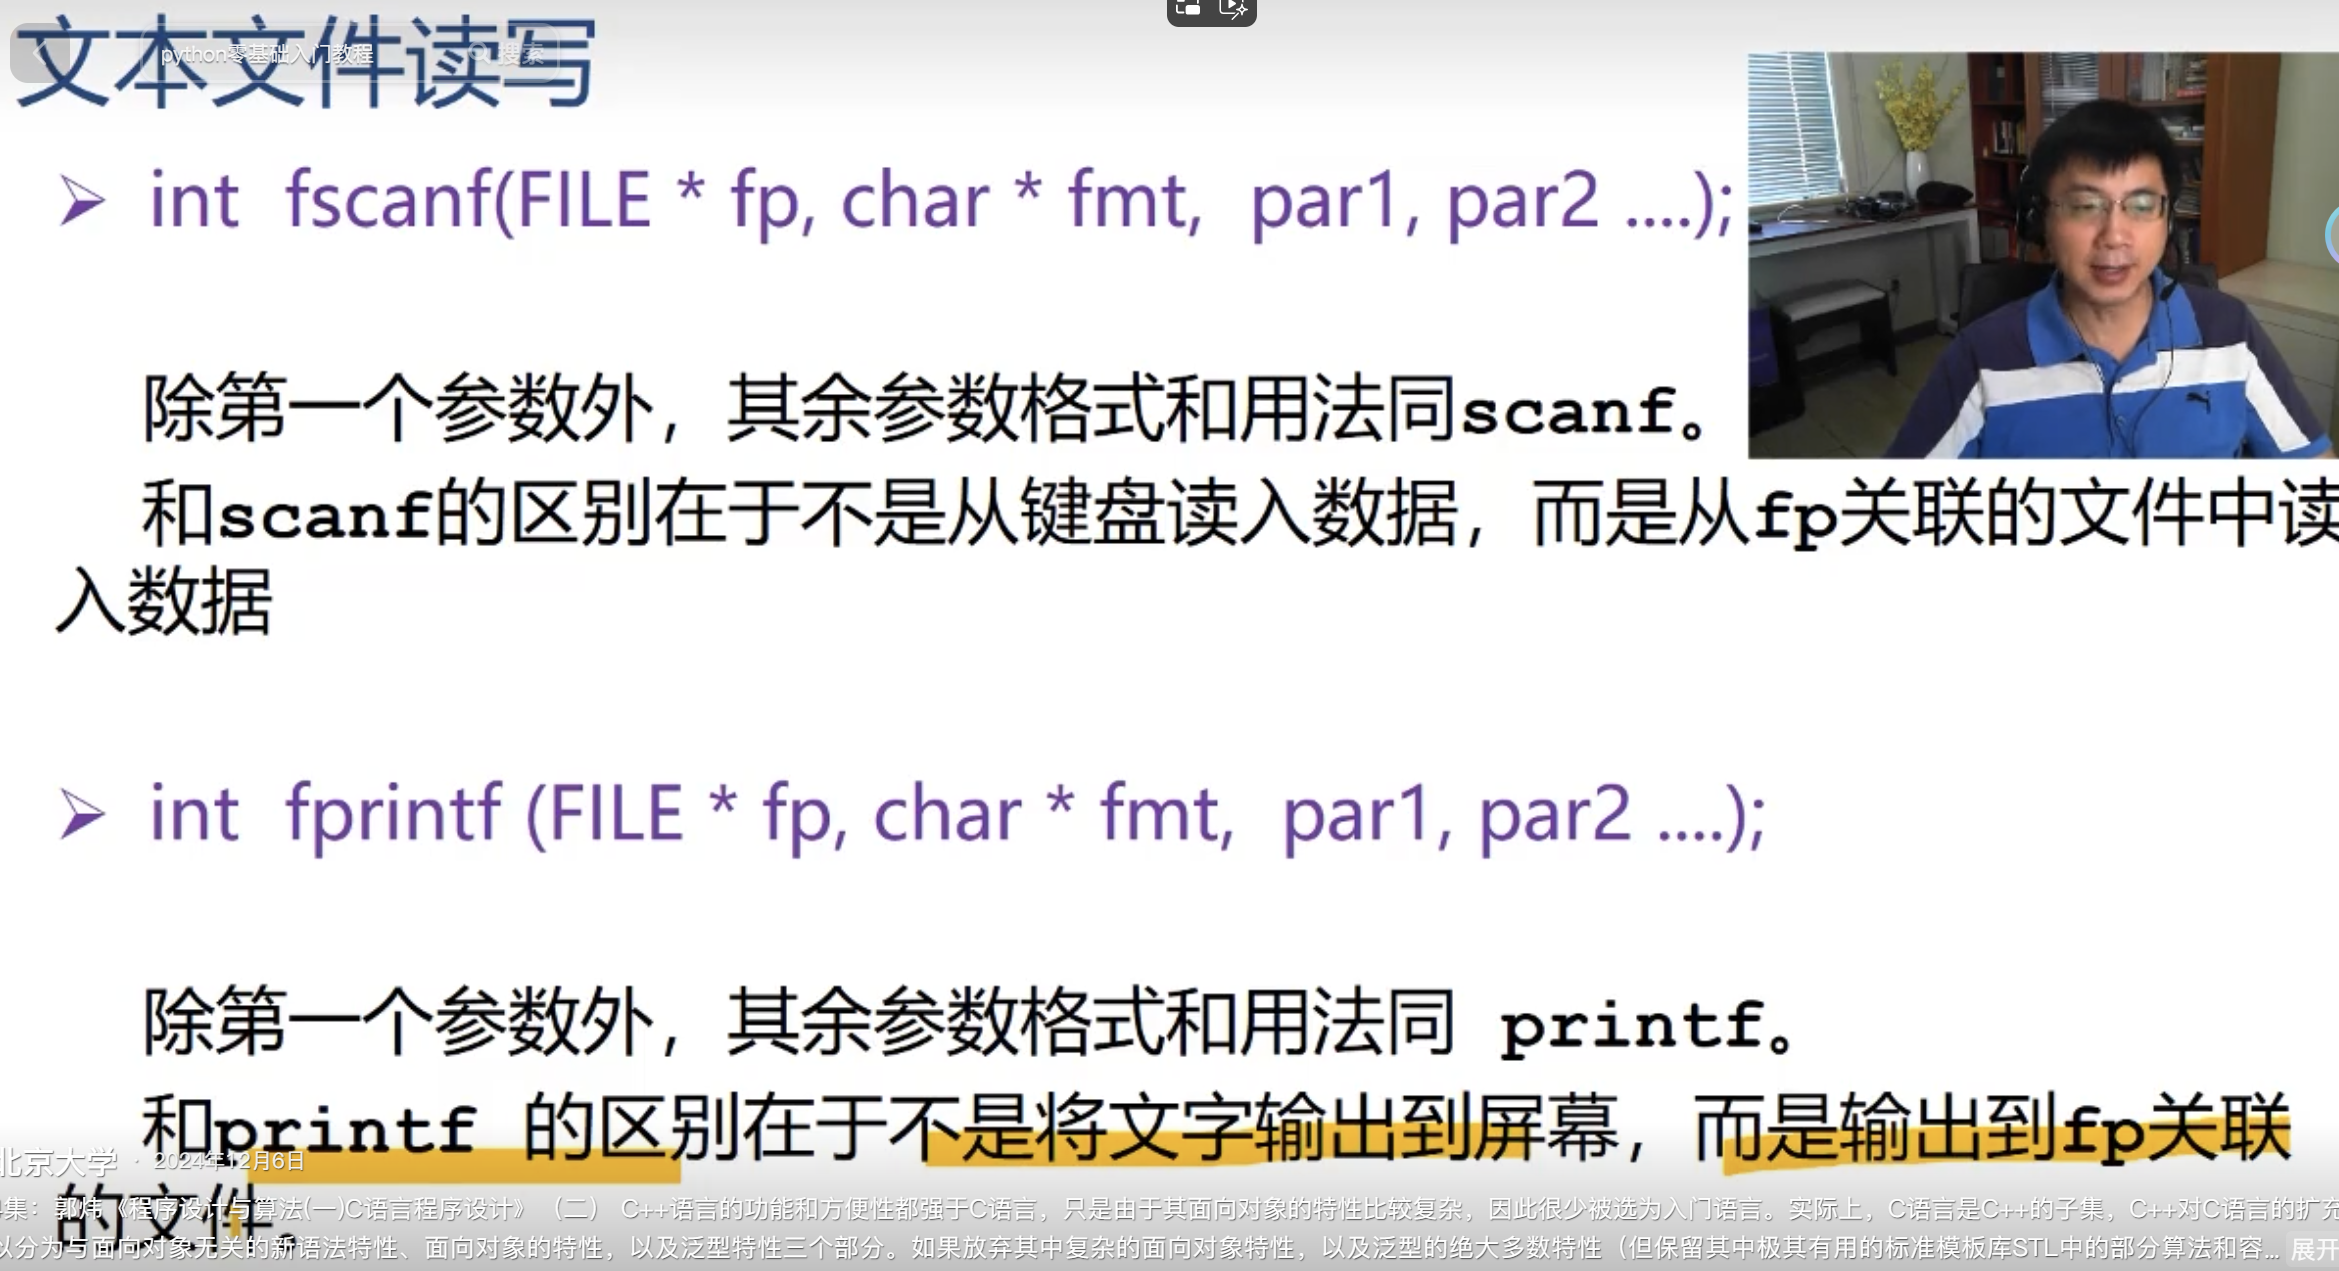 文本文件读写
python零基础入门教程 搜索
➢ int fscanf(FILE * fp, char * fmt, par1, par2 ....);
除第一个参数外，其余参数格式和用法同scanf。
和scanf的区别在于不是从键盘读入数据，而是从fp关联的文件中读
入数据
➢ int fprintf (FILE * fp, char * fmt, par1, par2 ....);
除第一个参数外，其余参数格式和用法同 printf。
和printf 的区别在于不是将文字输出到屏幕，而是输出到fp关联
的文件。
北京大学 · 2024年12月6日
集：郭炜《程序设计与算法(一)C语言程序设计》（二） C++语言的功能和方便性都强于C语言，只是由于其面向对象的特性比较复杂，因此很少被选为入门语言。实际上，C语言是C++的子集，C++对C语言的扩充
以分为与面向对象无关的新语法特性、面向对象的特性，以及泛型特性三个部分。如果放弃其中复杂的面向对象特性，以及泛型的绝大多数特性（但保留其中极其有用的标准模板库STL中的部分算法和容... 展开